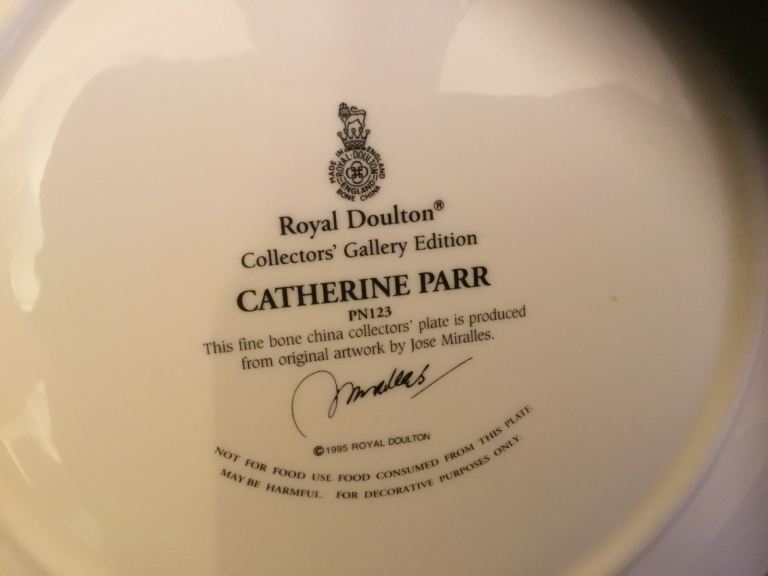 MADE IN ENGLAND
ROYAL·DOULTON
ENGLAND
BONE CHINA
Royal Doulton®
Collectors' Gallery Edition
CATHERINE PARR
PN123
This fine bone china collectors' plate is produced
from original artwork by Jose Miralles.
Jmiralles
©1995 ROYAL DOULTON
NOT FOR FOOD USE FOOD CONSUMED FROM THIS PLATE
MAY BE HARMFUL. FOR DECORATIVE PURPOSES ONLY.